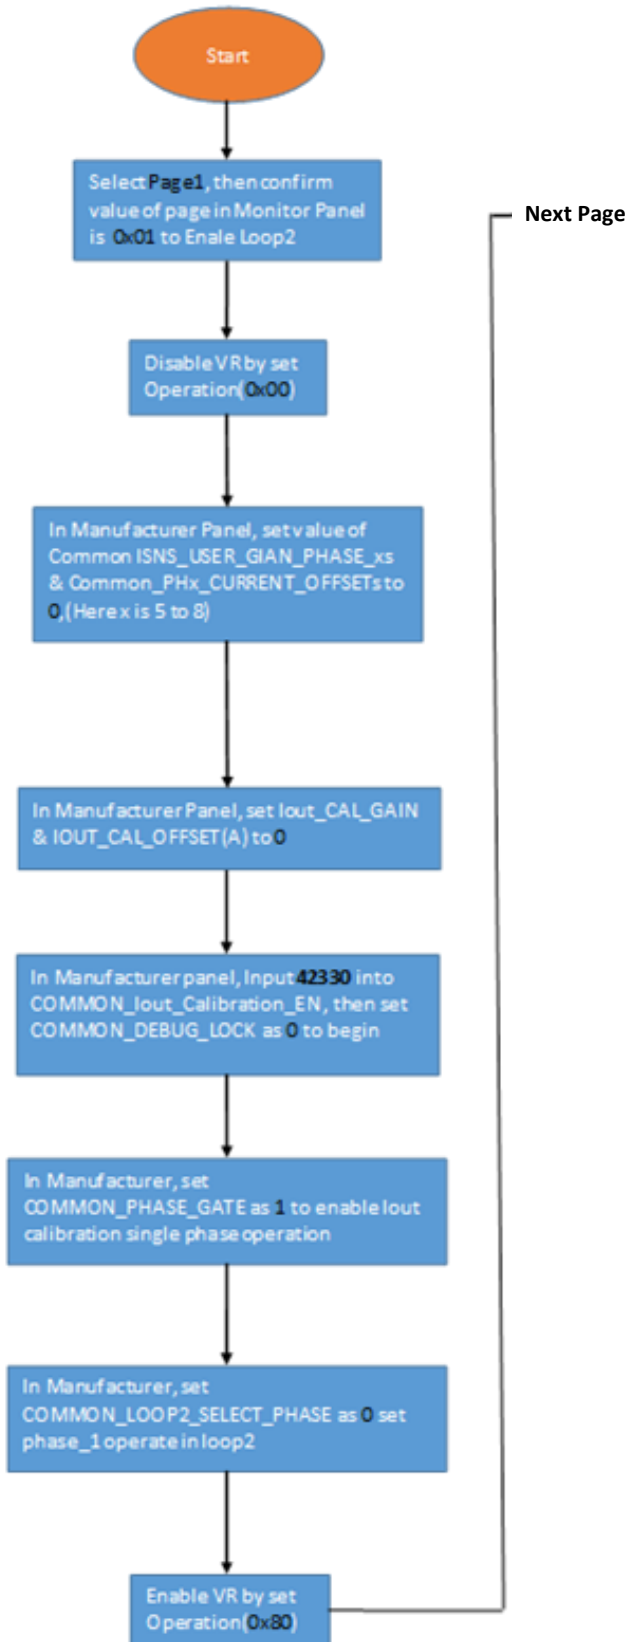 Start
Select Page1, then confirm
value of page in Monitor Panel
is 0x01 to Enale Loop2
Next Page
Disable VR by set
Operation(0x00)
In Manufacturer Panel, set value of
Common ISNS_USER_GIAN_PHASE_xs
& Common_PHx_CURRENT_OFFSETs to
0,(Here x is 5 to 8)
In Manufacturer Panel, set Iout_CAL_GAIN
& IOUT_CAL_OFFSET(A) to 0
In Manufacturer panel, Input 42330 into
COMMON_Iout_Calibration_EN, then set
COMMON_DEBUG_LOCK as 0 to begin
In Manufacturer, set
COMMON_PHASE_GATE as 1 to enable Iout
calibration single phase operation
In Manufacturer, set
COMMON_LOOP2_SELECT_PHASE as 0 set
phase_1 operate in loop2
Enable VR by set
Operation(0x80)